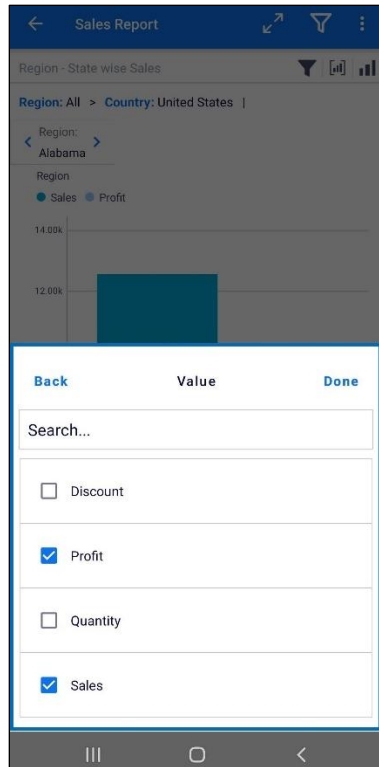 Sales Report
Region - State wise Sales
Region: All > Country: United States |
Region:
Alabama
Region
Sales Profit
14.00k
12.00k
Back Value Done
Search...
Discount
Profit
Quantity
Sales